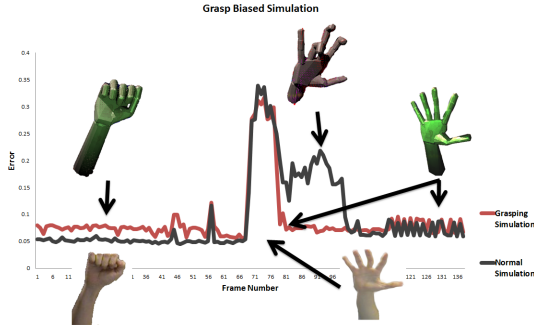 Grasp Biased Simulation
0.4
0.35
0.3
0.25
0.2
0.15
0.1
0.05
0
Error
1 6 11 36 41 46 51 56 61 66 71 76 81 86 91 96 121 126 131 136
Frame Number
Grasping Simulation
Normal Simulation